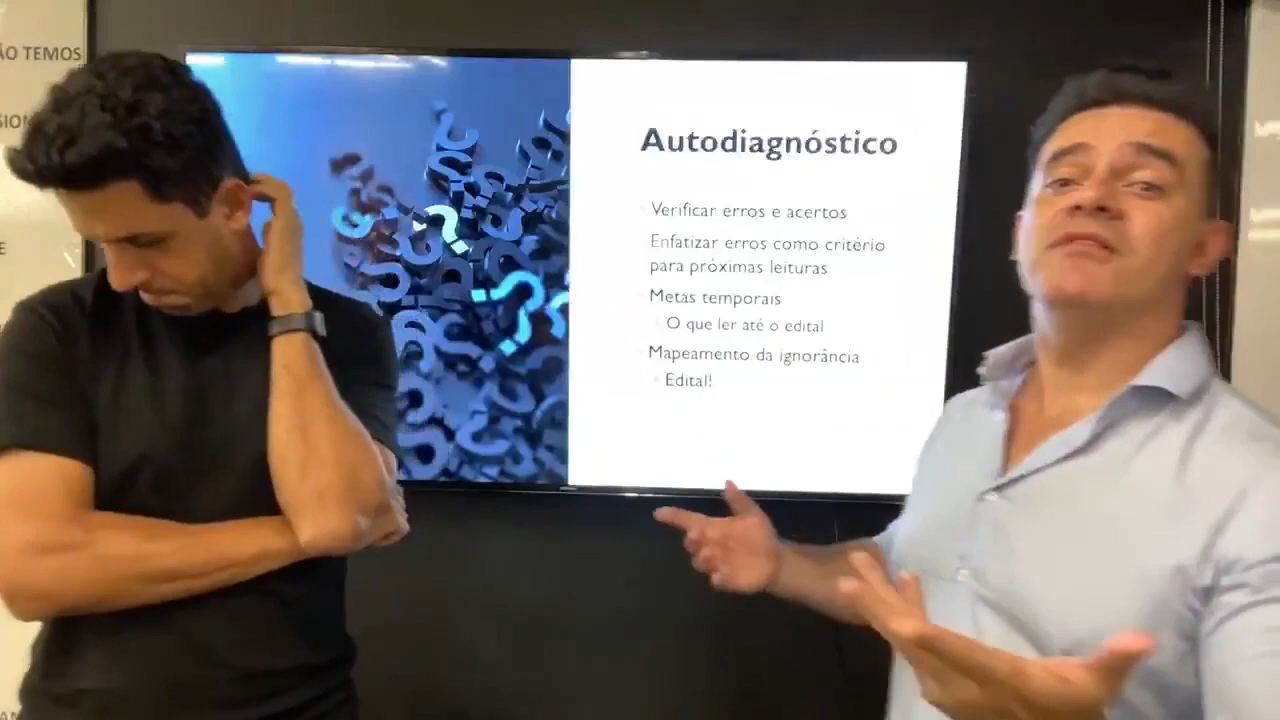 ÃO TEMOS
SION
E
Autodiagnóstico
Verificar erros e acertos
Enfatizar erros como critério
para próximas leituras
Metas temporais
O que ler até o edital
Mapeamento da ignorância
Edital!